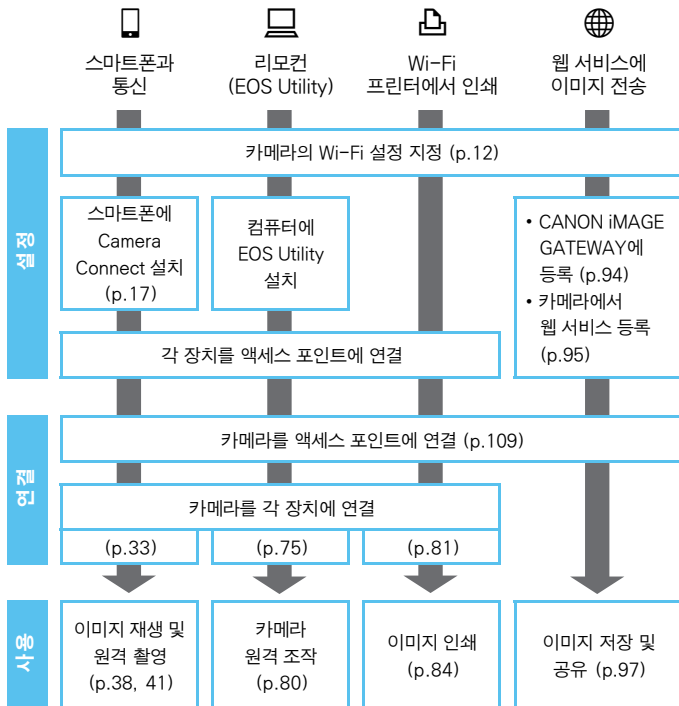 스마트폰과
통신
리모컨
(EOS Utility)
Wi-Fi
프린터에서 인쇄
웹 서비스에
이미지 전송
설정
카메라의 Wi-Fi 설정 지정 (p.12)
스마트폰에
Camera
Connect 설치
(p.17)
컴퓨터에
EOS Utility
설치
• CANON iMAGE
GATEWAY에
등록 (p.94)
• 카메라에서
웹 서비스 등록
(p.95)
각 장치를 액세스 포인트에 연결
연결
카메라를 액세스 포인트에 연결 (p.109)
카메라를 각 장치에 연결
(p.33)
(p.75)
(p.81)
사용
이미지 재생 및
원격 촬영
(p.38, 41)
카메라
원격 조작
(p.80)
이미지 인쇄
(p.84)
이미지 저장 및
공유 (p.97)